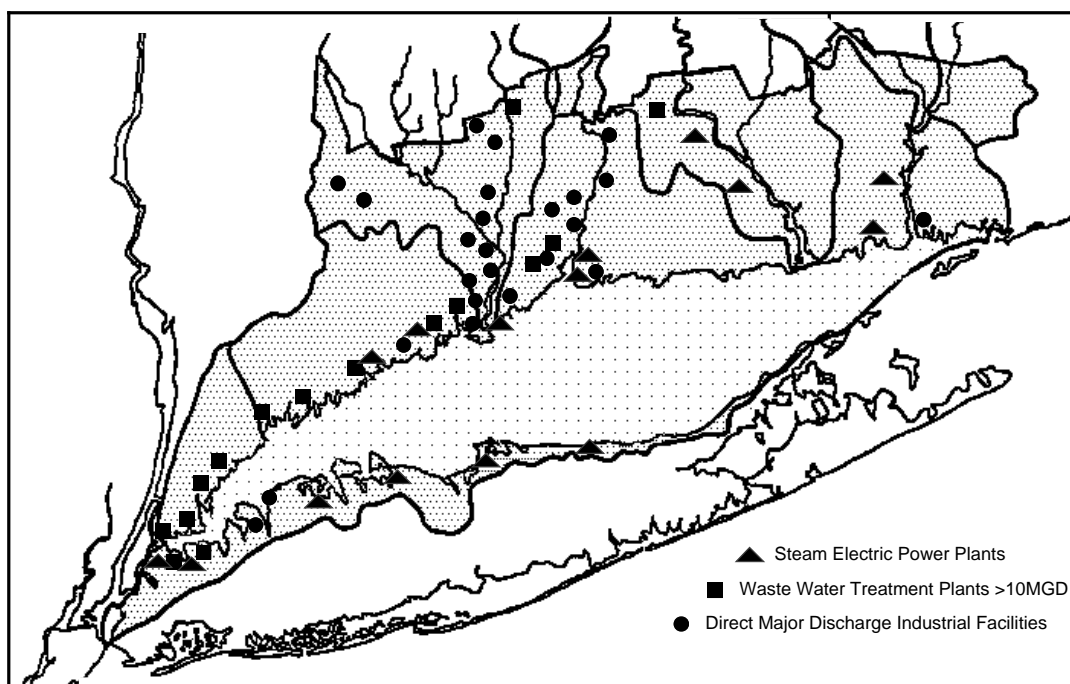 Steam Electric Power Plants
Waste Water Treatment Plants >10MGD
Direct Major Discharge Industrial Facilities